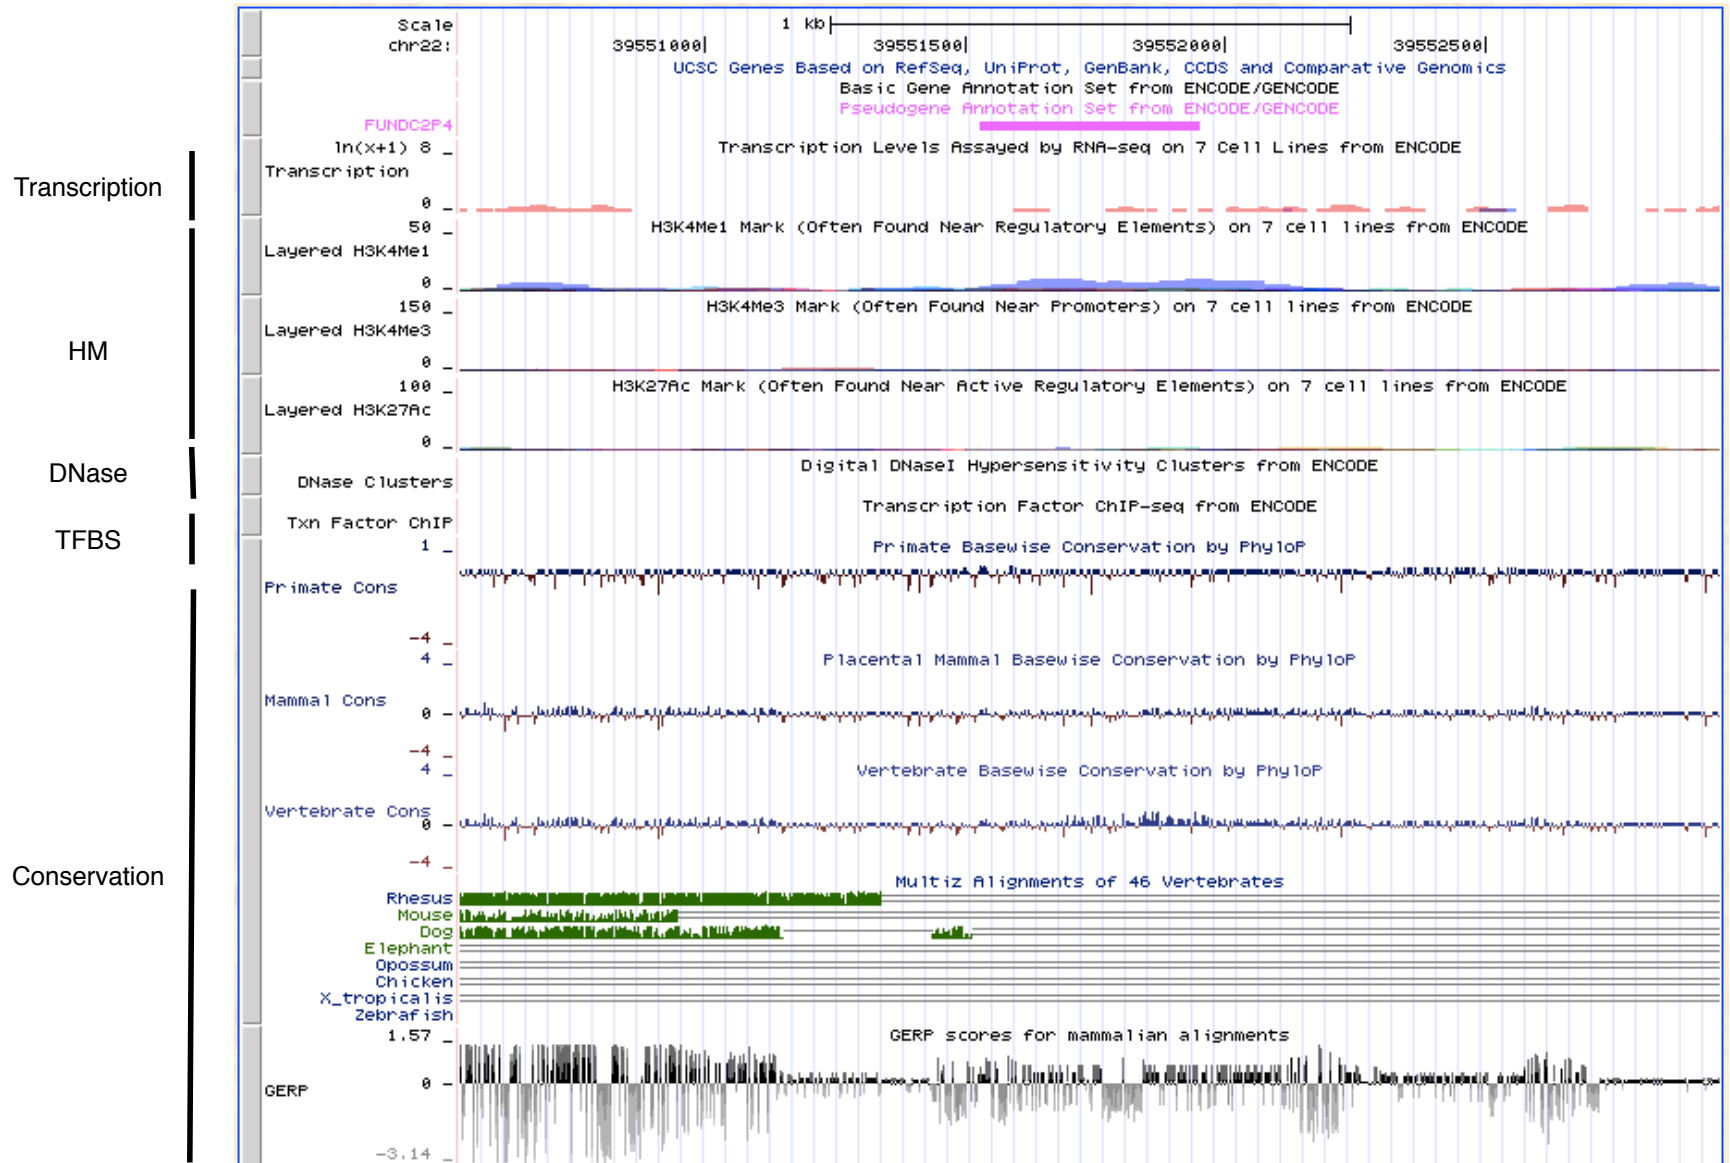 Scale 1 kb
chr22: 39551000| 39551500| 39552000| 39552500|
UCSC Genes Based on RefSeq, UniProt, GenBank, CCDS and Comparative Genomics
Basic Gene Annotation Set from ENCODE/GENCODE
Pseudogene Annotation Set from ENCODE/GENCODE
FUNDC2P4
ln(x+1) 8 _ Transcription Levels Assayed by RNA-seq on 7 Cell Lines from ENCODE
Transcription
Transcription
0 _
50 _ H3K4Me1 Mark (Often Found Near Regulatory Elements) on 7 cell lines from ENCODE
Layered H3K4Me1
0 _
150 _ H3K4Me3 Mark (Often Found Near Promoters) on 7 cell lines from ENCODE
Layered H3K4Me3
HM
0 _
100 _ H3K27Ac Mark (Often Found Near Active Regulatory Elements) on 7 cell lines from ENCODE
Layered H3K27Ac
0 _
Digital DNaseI Hypersensitivity Clusters from ENCODE
DNase
DNase Clusters
Transcription Factor ChIP-seq from ENCODE
Txn Factor ChIP
TFBS
1 _ Primate Basewise Conservation by PhyloP
Primate Cons
-4 _
4 _ Placental Mammal Basewise Conservation by PhyloP
Mammal Cons
0 _
-4 _
4 _ Vertebrate Basewise Conservation by PhyloP
Vertebrate Cons
0 _
-4 _
Conservation
Multiz Alignments of 46 Vertebrates
Rhesus
Mouse
Dog
Elephant
Opossum
Chicken
X_tropicalis
Zebrafish
1.57 _ GERP scores for mammalian alignments
0 _
GERP
-3.14 _